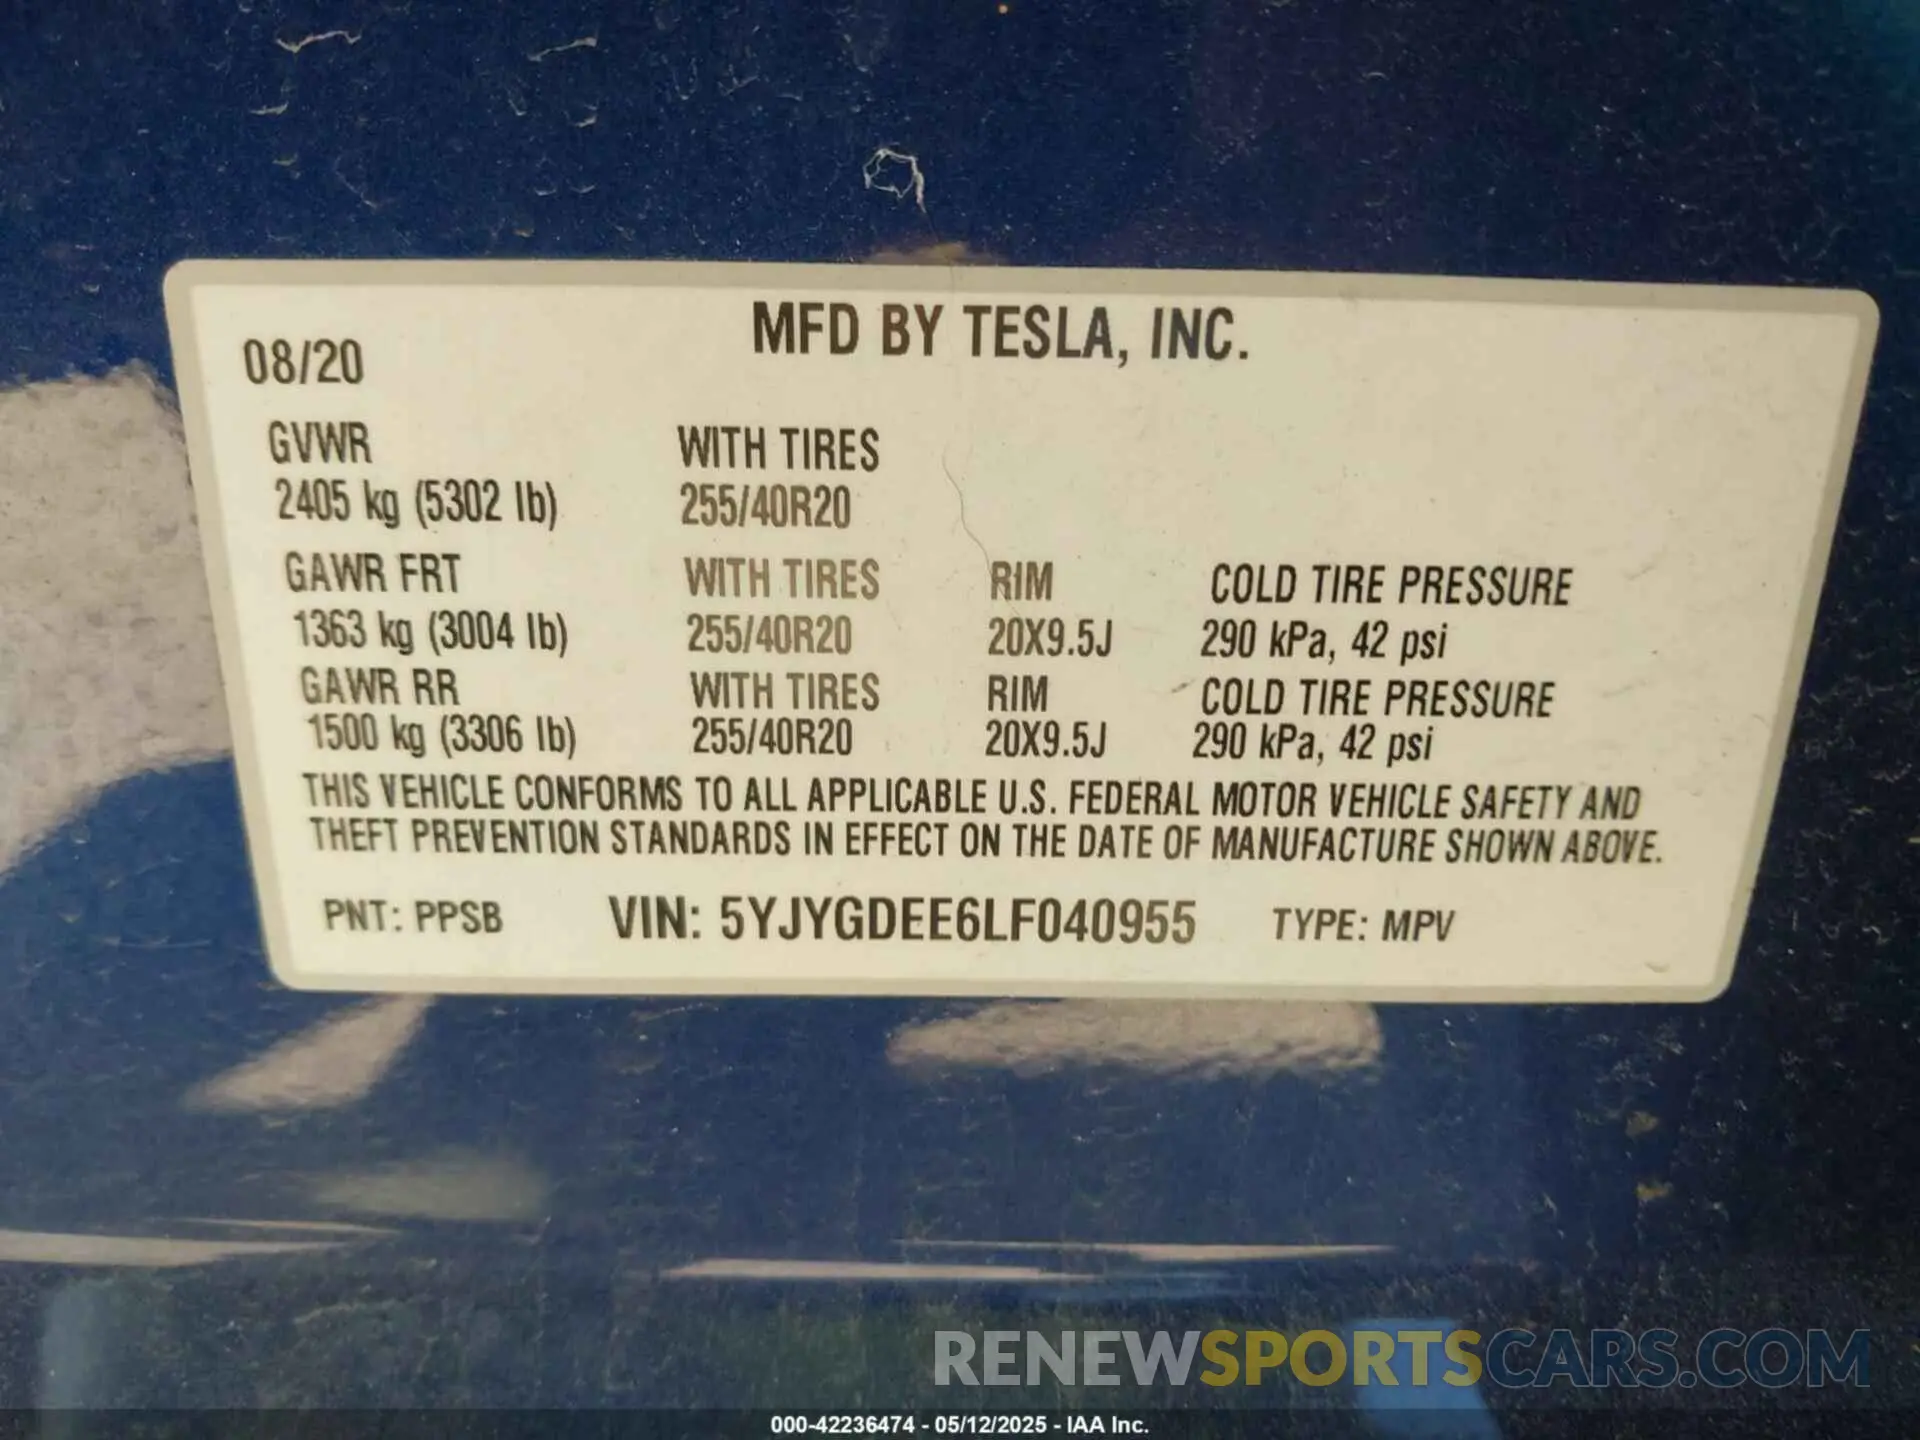 MFD BY TESLA, INC.
08/20
GVWR WITH TIRES
2405 kg (5302 lb) 255/40R20
GAWR FRT WITH TIRES RIM COLD TIRE PRESSURE
1363 kg (3004 lb) 255/40R20 20X9.5J 290 kPa, 42 psi
GAWR RR WITH TIRES RIM COLD TIRE PRESSURE
1500 kg (3306 lb) 255/40R20 20X9.5J 290 kPa, 42 psi
THIS VEHICLE CONFORMS TO ALL APPLICABLE U.S. FEDERAL MOTOR VEHICLE SAFETY AND
THEFT PREVENTION STANDARDS IN EFFECT ON THE DATE OF MANUFACTURE SHOWN ABOVE.
PNT: PPSB VIN: 5YJYGDEE6LF040955 TYPE: MPV
RENEWSPORTSCARS.COM
000-42236474 - 05/12/2025 - IAA Inc.